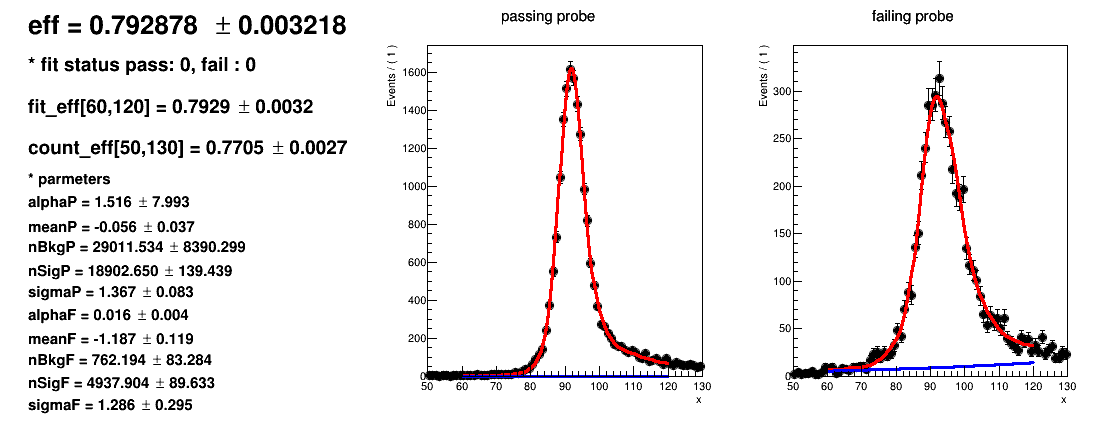 eff = 0.792878 ± 0.003218
* fit status pass: 0, fail : 0
fit_eff[60,120] = 0.7929 ± 0.0032
count_eff[50,130] = 0.7705 ± 0.0027
* parmeters
alphaP = 1.516 ± 7.993
meanP = -0.056 ± 0.037
nBkgP = 29011.534 ± 8390.299
nSigP = 18902.650 ± 139.439
sigmaP = 1.367 ± 0.083
alphaF = 0.016 ± 0.004
meanF = -1.187 ± 0.119
nBkgF = 762.194 ± 83.284
nSigF = 4937.904 ± 89.633
sigmaF = 1.286 ± 0.295
passing probe
Events / ( 1 )
1600
1400
1200
1000
800
600
400
200
0
50 60 70 80 90 100 110 120 130
x
failing probe
Events / ( 1 )
300
250
200
150
100
50
0
50 60 70 80 90 100 110 120 130
x